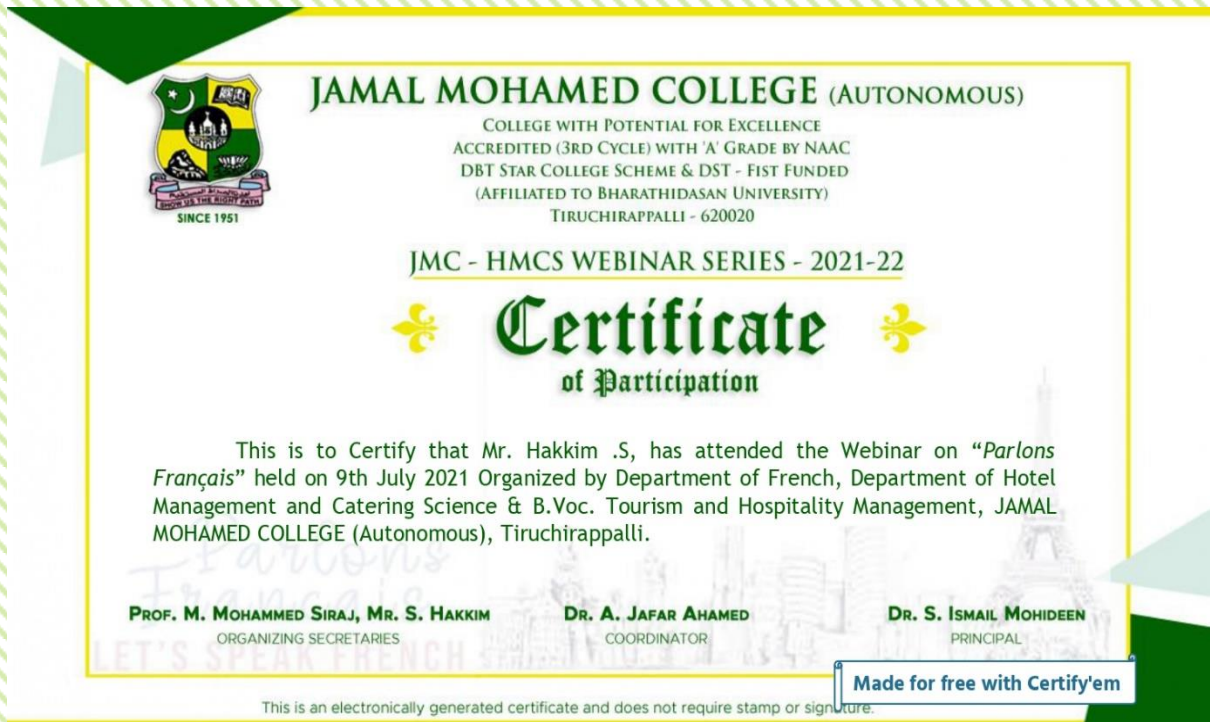 JAMAL MOHAMED COLLEGE (AUTONOMOUS)
COLLEGE WITH POTENTIAL FOR EXCELLENCE
ACCREDITED (3RD CYCLE) WITH 'A' GRADE BY NAAC
DBT STAR COLLEGE SCHEME & DST - FIST FUNDED
(AFFILIATED TO BHARATHIDASAN UNIVERSITY)
TIRUCHIRAPPALLI - 620020
SHOW US THE RIGHT PATH
SINCE 1951
JMC - HMCS WEBINAR SERIES - 2021-22
Certificate
of Participation
This is to Certify that Mr. Hakkim .S, has attended the Webinar on “Parlons
Français” held on 9th July 2021 Organized by Department of French, Department of Hotel
Management and Catering Science & B.Voc. Tourism and Hospitality Management, JAMAL
MOHAMED COLLEGE (Autonomous), Tiruchirappalli.
Parlons
Français
PROF. M. MOHAMMED SIRAJ, MR. S. HAKKIM
ORGANIZING SECRETARIES
DR. A. JAFAR AHAMED
COORDINATOR
DR. S. ISMAIL MOHIDEEN
PRINCIPAL
LET'S SPEAK FRENCH
Made for free with Certify'em
This is an electronically generated certificate and does not require stamp or signature.